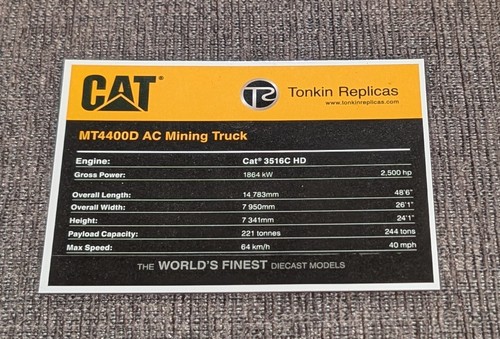 CAT®
TR Tonkin Replicas
www.tonkinreplicas.com
MT4400D AC Mining Truck
Engine: Cat® 3516C HD
Gross Power: 1864 kW 2,500 hp
Overall Length: 14 783mm 48'6"
Overall Width: 7 950mm 26'1"
Height: 7 341mm 24'1"
Payload Capacity: 221 tonnes 244 tons
Max Speed: 64 km/h 40 mph
THE WORLD'S FINEST DIECAST MODELS